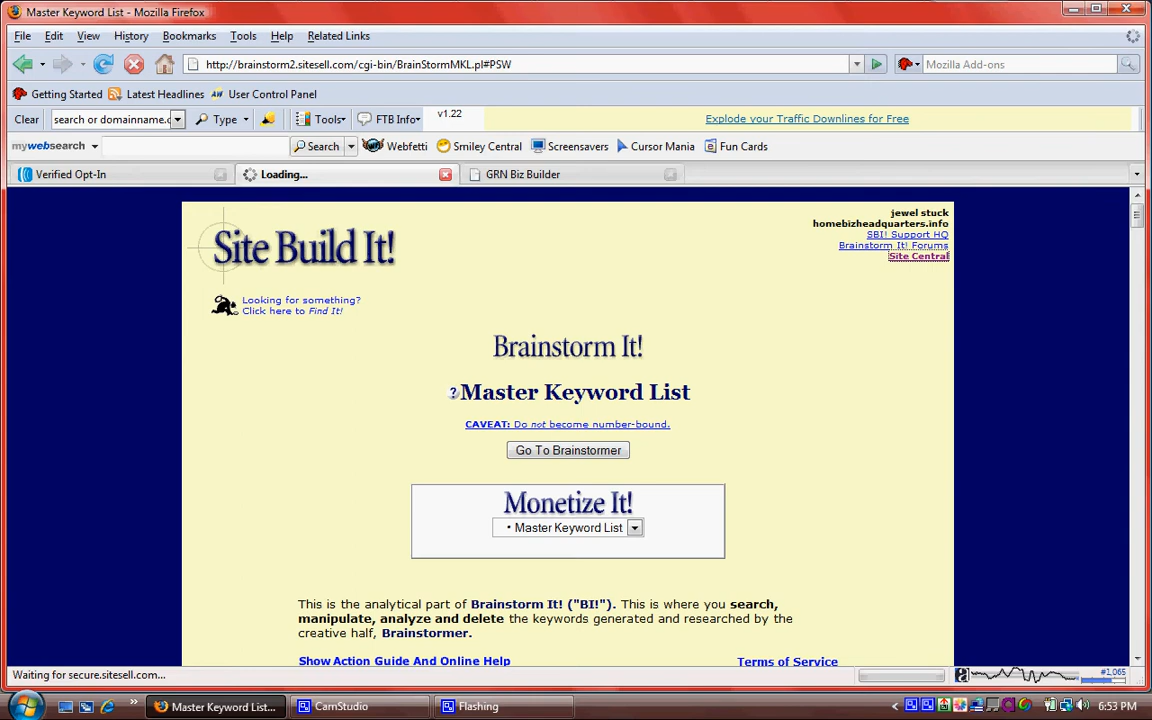 Master Keyword List - Mozilla Firefox
File Edit View History Bookmarks Tools Help Related Links
http://brainstorm2.sitesell.com/cgi-bin/BrainStormMKL.pl#PSW Mozilla Add-ons
Getting Started Latest Headlines User Control Panel
Clear search or domainname.c Type Tools FTB Info v1.22 Explode your Traffic Downlines for Free
mywebsearch Search Webfetti Smiley Central Screensavers Cursor Mania Fun Cards
Verified Opt-In Loading... GRN Biz Builder
jewel stuck
homebizheadquarters.info
SBI! Support HQ
Brainstorm It! Forums
Site Central
Site Build It!
Looking for something?
Click here to Find It!
Brainstorm It!
?Master Keyword List
CAVEAT: Do not become number-bound.
Go To Brainstormer
Monetize It!
• Master Keyword List
This is the analytical part of Brainstorm It! ("BI!"). This is where you search,
manipulate, analyze and delete the keywords generated and researched by the
creative half, Brainstormer.
Show Action Guide And Online Help Terms of Service
Waiting for secure.sitesell.com... #1,065
» Master Keyword List... CamStudio Flashing < 6:53 PM